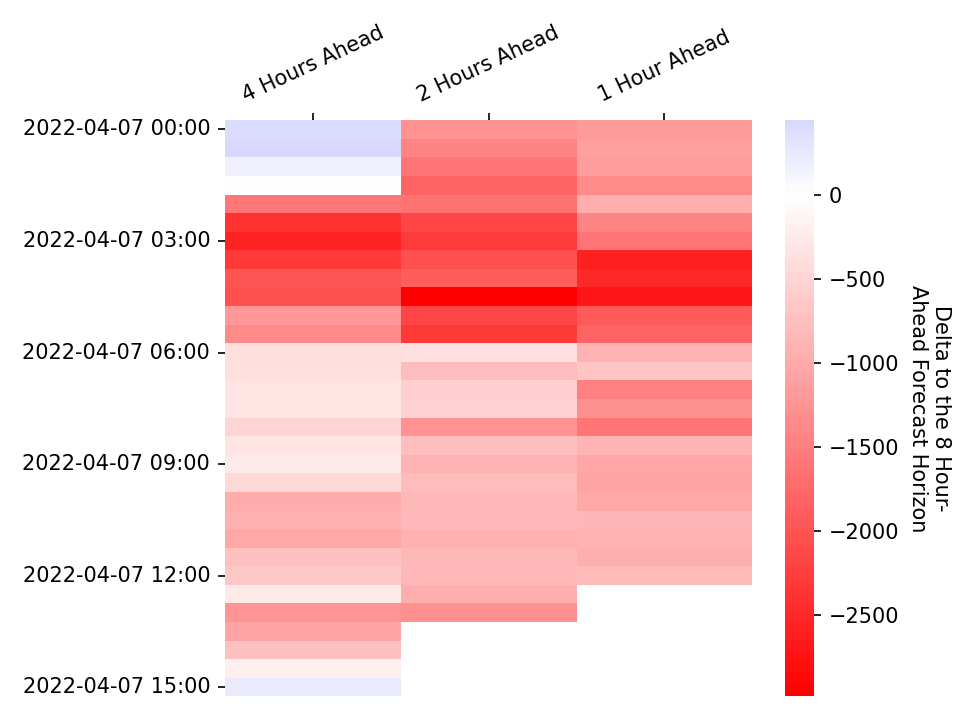 4 Hours Ahead
2 Hours Ahead
1 Hour Ahead
2022-04-07 00:00
2022-04-07 03:00
2022-04-07 06:00
2022-04-07 09:00
2022-04-07 12:00
2022-04-07 15:00
0
−500
−1000
−1500
−2000
−2500
Delta to the 8 Hour-
Ahead Forecast Horizon